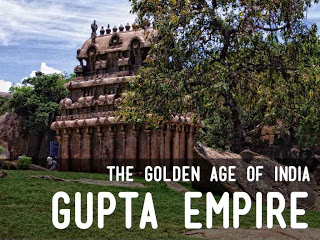 THE GOLDEN AGE OF INDIA
GUPTA EMPIRE